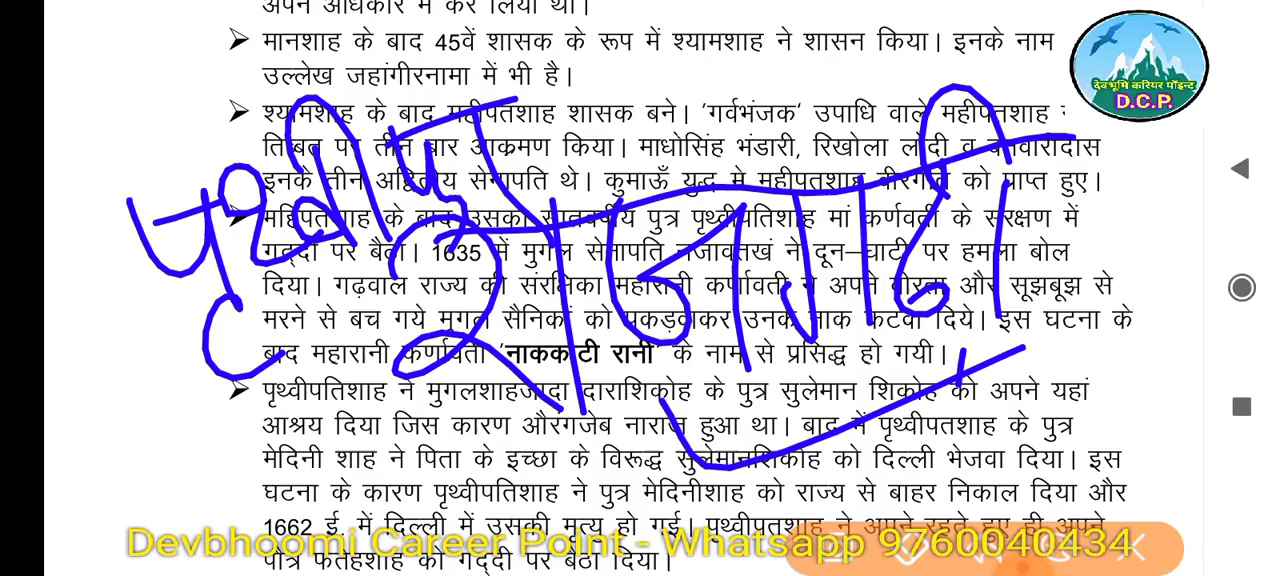 अपने अधिकार में कर लिया था।
➢ मानशाह के बाद 45वें शासक के रूप में श्यामशाह ने शासन किया। इनके नाम
उल्लेख जहांगीरनामा में भी है।
➢ श्यामशाह के बाद महीपतशाह शासक बने। 'गर्वभंजक' उपाधि वाले महीपतशाह
तिब्बत पर तीन बार आक्रमण किया। माधोसिंह भंडारी, रिखोला लोदी व बनवारीदास
इनके तीन अद्वितीय सेनापति थे। कुमाऊँ युद्ध मे महीपतशाह वीरगति को प्राप्त हुए।
➢ महिपतशाह के बाद उसका सातवर्षीय पुत्र पृथ्वीपतिशाह मां कर्णवती के संरक्षण में
गद्दी पर बैठा। 1635 में मुगल सेनापति नजावतखं ने दून–घाटी पर हमला बोल
दिया। गढ़वाल राज्य की संरक्षिका महारानी कर्णावती ने अपने वीरता और सूझबूझ से
मरने से बच गये मुगल सैनिकों को पकड़वाकर उनके नाक कटवा दिये। इस घटना के
बाद महारानी कर्णावती 'नाककाटी रानी' के नाम से प्रसिद्ध हो गयी।
➢ पृथ्वीपतिशाह ने मुगलशाहजादा दाराशिकोह के पुत्र सुलेमान शिकोह को अपने यहां
आश्रय दिया जिस कारण औरंगजेब नाराज हुआ था। बाद में पृथ्वीपतशाह के पुत्र
मेदिनी शाह ने पिता के इच्छा के विरूद्ध सुलेमानशिकोह को दिल्ली भेजवा दिया। इस
घटना के कारण पृथ्वीपतिशाह ने पुत्र मेदिनीशाह को राज्य से बाहर निकाल दिया और
1662 ई. में दिल्ली में उसकी मृत्यु हो गई। पृथ्वीपतशाह ने अपने रहते हुए ही अपने
पौत्र फतेहशाह को गद्दी पर बैठा दिया।
देवभूमि करियर पॉइन्ट
D.C.P.
Devbhoomi Career Point - Whatsapp 9760040434